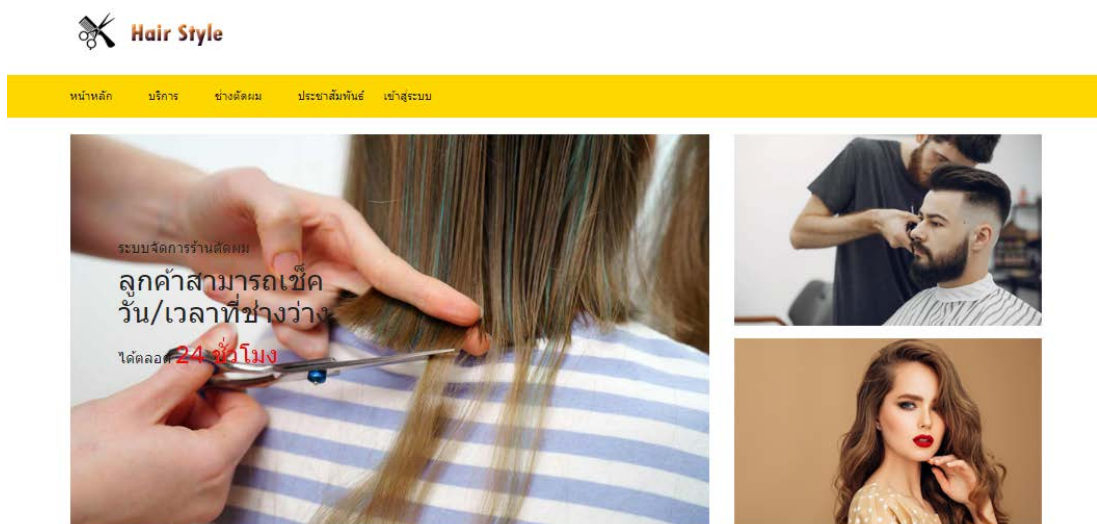 Hair Style
หน้าหลัก บริการ ช่างตัดผม ประชาสัมพันธ์ เข้าสู่ระบบ
ระบบจัดการร้านตัดผม
ลูกค้าสามารถเช็ค
วัน/เวลาที่ช่างว่าง
ได้ตลอด 24 ชั่วโมง